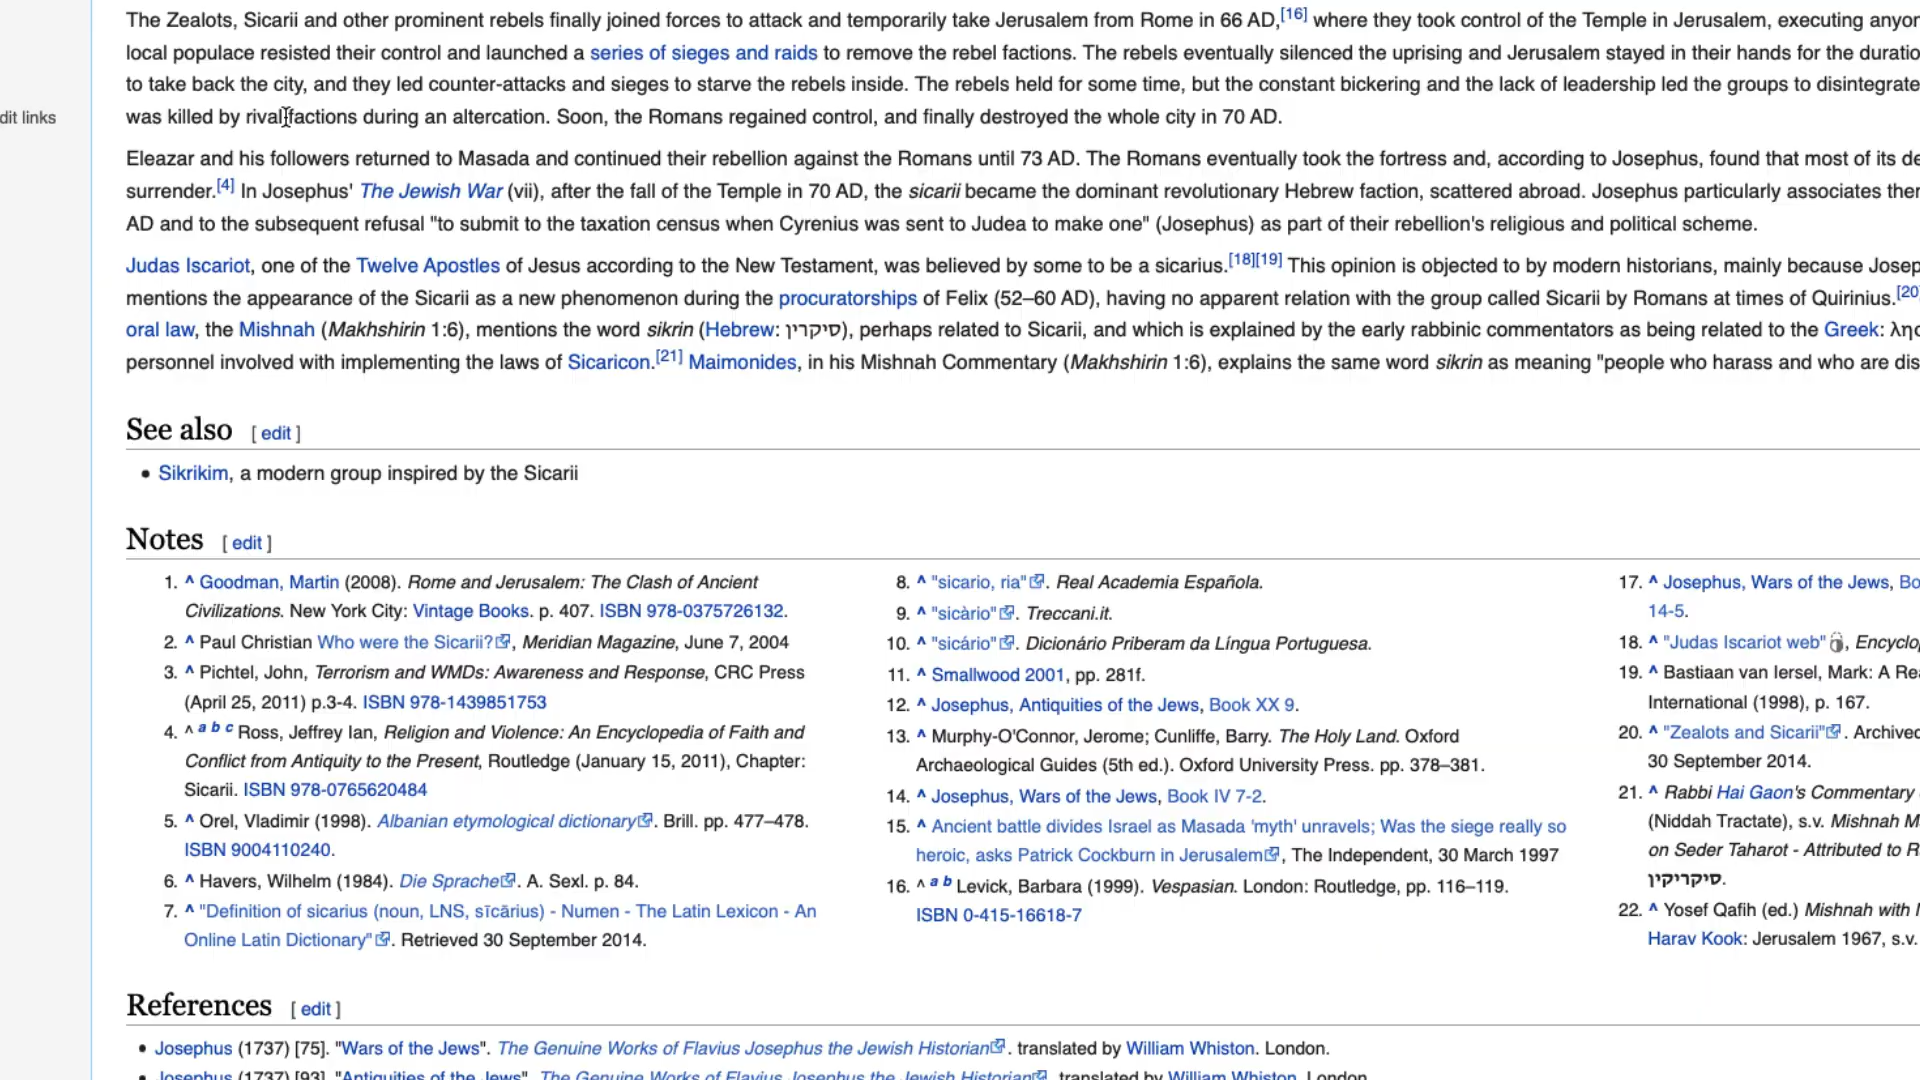 The Zealots, Sicarii and other prominent rebels finally joined forces to attack and temporarily take Jerusalem from Rome in 66 AD,[16] where they took control of the Temple in Jerusalem, executing
local populace resisted their control and launched a series of sieges and raids to remove the rebel factions. The rebels eventually silenced the uprising and Jerusalem stayed in their hands for the
to take back the city, and they led counter-attacks and sieges to starve the rebels inside. The rebels held for some time, but the constant bickering and the lack of leadership led the groups to disintegrate
dit links
was killed by rival factions during an altercation. Soon, the Romans regained control, and finally destroyed the whole city in 70 AD.
Eleazar and his followers returned to Masada and continued their rebellion against the Romans until 73 AD. The Romans eventually took the fortress and, according to Josephus, found that most of its
surrender.[4] In Josephus' The Jewish War (vii), after the fall of the Temple in 70 AD, the sicarii became the dominant revolutionary Hebrew faction, scattered abroad. Josephus particularly associates
AD and to the subsequent refusal "to submit to the taxation census when Cyrenius was sent to Judea to make one" (Josephus) as part of their rebellion's religious and political scheme.
Judas Iscariot, one of the Twelve Apostles of Jesus according to the New Testament, was believed by some to be a sicarius.[18][19] This opinion is objected to by modern historians, mainly because
mentions the appearance of the Sicarii as a new phenomenon during the procuratorships of Felix (52–60 AD), having no apparent relation with the group called Sicarii by Romans at times of Quirinius.[20]
oral law, the Mishnah (Makhshirin 1:6), mentions the word sikrin (Hebrew: סיקרין), perhaps related to Sicarii, and which is explained by the early rabbinic commentators as being related to the Greek:
personnel involved with implementing the laws of Sicaricon.[21] Maimonides, in his Mishnah Commentary (Makhshirin 1:6), explains the same word sikrin as meaning "people who harass and who are
See also [ edit ]
• Sikrikim, a modern group inspired by the Sicarii
Notes [ edit ]
1. ^ Goodman, Martin (2008). Rome and Jerusalem: The Clash of Ancient
Civilizations. New York City: Vintage Books. p. 407. ISBN 978-0375726132.
2. ^ Paul Christian Who were the Sicarii?, Meridian Magazine, June 7, 2004
3. ^ Pichtel, John, Terrorism and WMDs: Awareness and Response, CRC Press
(April 25, 2011) p.3-4. ISBN 978-1439851753
4. ^ a b c Ross, Jeffrey Ian, Religion and Violence: An Encyclopedia of Faith and
Conflict from Antiquity to the Present, Routledge (January 15, 2011), Chapter:
Sicarii. ISBN 978-0765620484
5. ^ Orel, Vladimir (1998). Albanian etymological dictionary. Brill. pp. 477–478.
ISBN 9004110240.
6. ^ Havers, Wilhelm (1984). Die Sprache. A. Sexl. p. 84.
7. ^ "Definition of sicarius (noun, LNS, sīcārius) - Numen - The Latin Lexicon - An
Online Latin Dictionary". Retrieved 30 September 2014.
8. ^ "sicario, ria". Real Academia Española.
9. ^ "sicàrio". Treccani.it.
10. ^ "sicário". Dicionário Priberam da Língua Portuguesa.
11. ^ Smallwood 2001, pp. 281f.
12. ^ Josephus, Antiquities of the Jews, Book XX 9.
13. ^ Murphy-O'Connor, Jerome; Cunliffe, Barry. The Holy Land. Oxford
Archaeological Guides (5th ed.). Oxford University Press. pp. 378–381.
14. ^ Josephus, Wars of the Jews, Book IV 7-2.
15. ^ Ancient battle divides Israel as Masada 'myth' unravels; Was the siege really so
heroic, asks Patrick Cockburn in Jerusalem, The Independent, 30 March 1997
16. ^ a b Levick, Barbara (1999). Vespasian. London: Routledge, pp. 116–119.
ISBN 0-415-16618-7
17. ^ Josephus, Wars of the Jews,
14-5.
18. ^ "Judas Iscariot web",
19. ^ Bastiaan van Iersel, Mark: A
International (1998), p. 167.
20. ^ "Zealots and Sicarii". Archived
30 September 2014.
21. ^ Rabbi Hai Gaon's Commentary
(Niddah Tractate), s.v. Mishnah
on Seder Taharot - Attributed to
סיקריקין.
22. ^ Yosef Qafih (ed.) Mishnah with
Harav Kook: Jerusalem 1967, s.v.
References [ edit ]
• Josephus (1737) [75]. "Wars of the Jews". The Genuine Works of Flavius Josephus the Jewish Historian. translated by William Whiston. London.
• Josephus (1737) [93]. "Antiquities of the Jews". The Genuine Works of Flavius Josephus the Jewish Historian. translated by William Whiston. London.